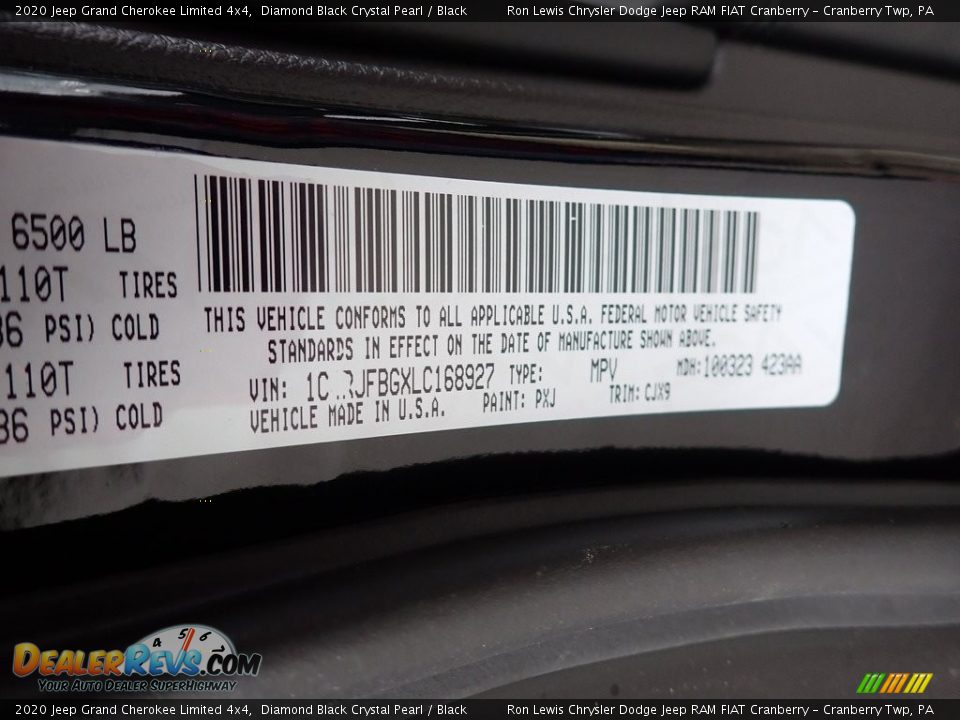 2020 Jeep Grand Cherokee Limited 4x4,  Diamond Black Crystal Pearl / Black
Ron Lewis Chrysler Dodge Jeep RAM FIAT Cranberry – Cranberry Twp, PA
6500 LB
110T TIRES
36 PSI) COLD
110T TIRES
36 PSI) COLD
THIS VEHICLE CONFORMS TO ALL APPLICABLE U.S.A. FEDERAL MOTOR VEHICLE SAFETY
STANDARDS IN EFFECT ON THE DATE OF MANUFACTURE SHOWN ABOVE.
VIN: TYPE: MPV MDH:100323 423AA
VEHICLE MADE IN U.S.A. PAINT: PXJ TRIM: CJX9
4 5 6
DealerRevs.com
Your Auto Dealer SuperHighway
2020 Jeep Grand Cherokee Limited 4x4,  Diamond Black Crystal Pearl / Black
Ron Lewis Chrysler Dodge Jeep RAM FIAT Cranberry – Cranberry Twp, PA